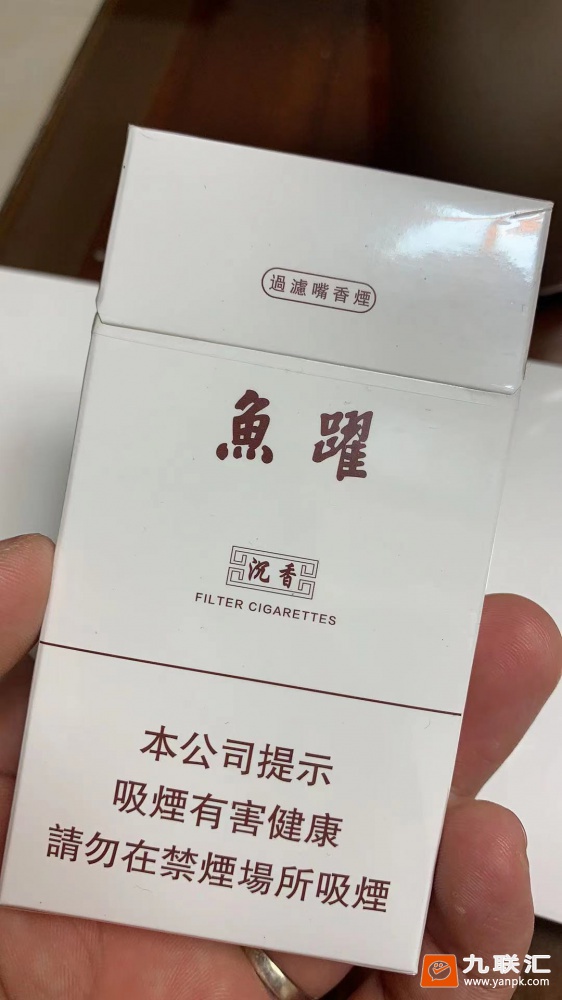 過濾嘴香煙
魚躍
沉香
FILTER CIGARETTES
本公司提示
吸煙有害健康
請勿在禁煙場所吸煙
九联汇
www.yanpk.com